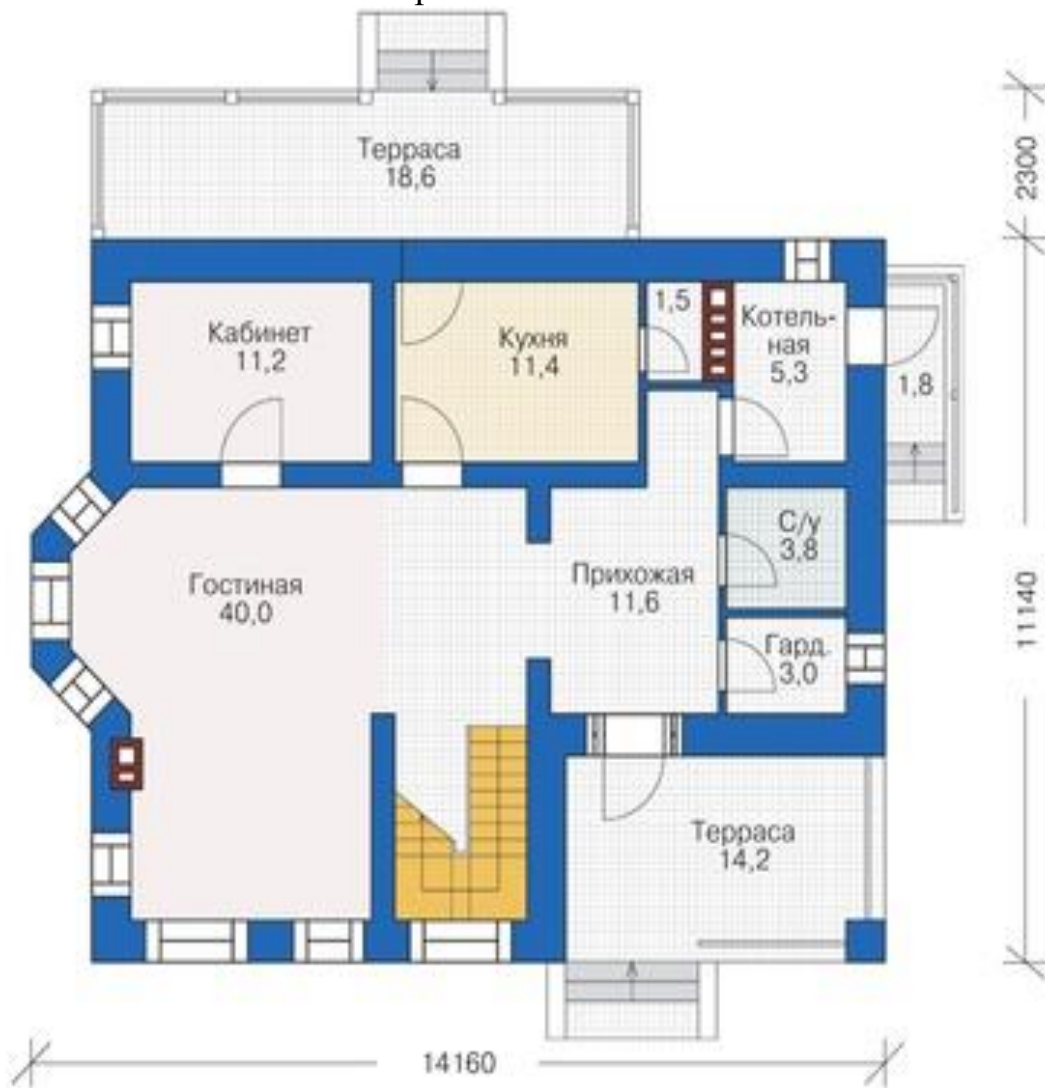 Терраса
18,6
2300
Кабинет
11,2
Кухня
11,4
1,5
Котель-
ная
5,3
1,8
Гостиная
40,0
Прихожая
11,6
С/у
3,8
Гард.
3,0
11140
Терраса
14,2
14160